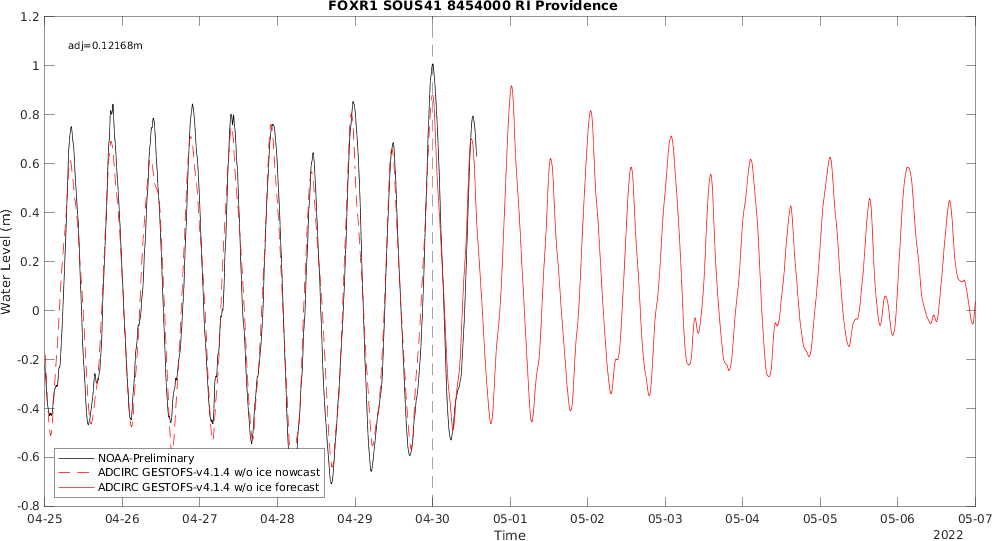 FOXR1 SOUS41 8454000 RI Providence
adj=0.12168m
Water Level (m)
1.2
1
0.8
0.6
0.4
0.2
0
-0.2
-0.4
-0.6
-0.8
NOAA-Preliminary
ADCIRC GESTOFS-v4.1.4 w/o ice nowcast
ADCIRC GESTOFS-v4.1.4 w/o ice forecast
04-25 04-26 04-27 04-28 04-29 04-30 05-01 05-02 05-03 05-04 05-05 05-06 05-07
Time
2022